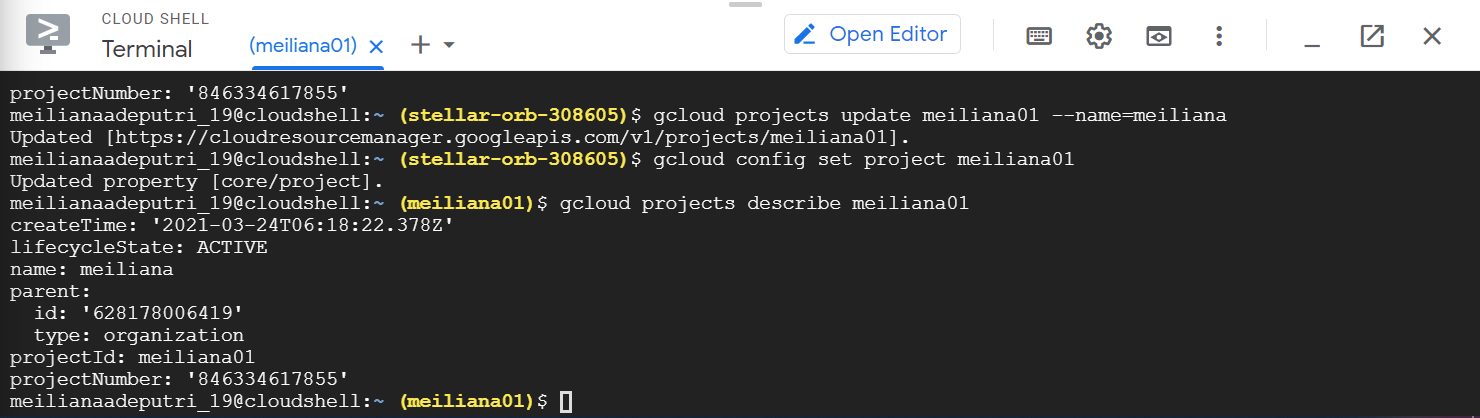 CLOUD SHELL
Terminal
(meiliana01)
Open Editor
projectNumber: '846334617855'
meilianaadeputri_19@cloudshell:~ (stellar-orb-308605)$ gcloud projects update meiliana01 --name=meiliana
Updated [https://cloudresourcemanager.googleapis.com/v1/projects/meiliana01].
meilianaadeputri_19@cloudshell:~ (stellar-orb-308605)$ gcloud config set project meiliana01
Updated property [core/project].
meilianaadeputri_19@cloudshell:~ (meiliana01)$ gcloud projects describe meiliana01
createTime: '2021-03-24T06:18:22.378Z'
lifecycleState: ACTIVE
name: meiliana
parent:
  id: '628178006419'
  type: organization
projectId: meiliana01
projectNumber: '846334617855'
meilianaadeputri_19@cloudshell:~ (meiliana01)$